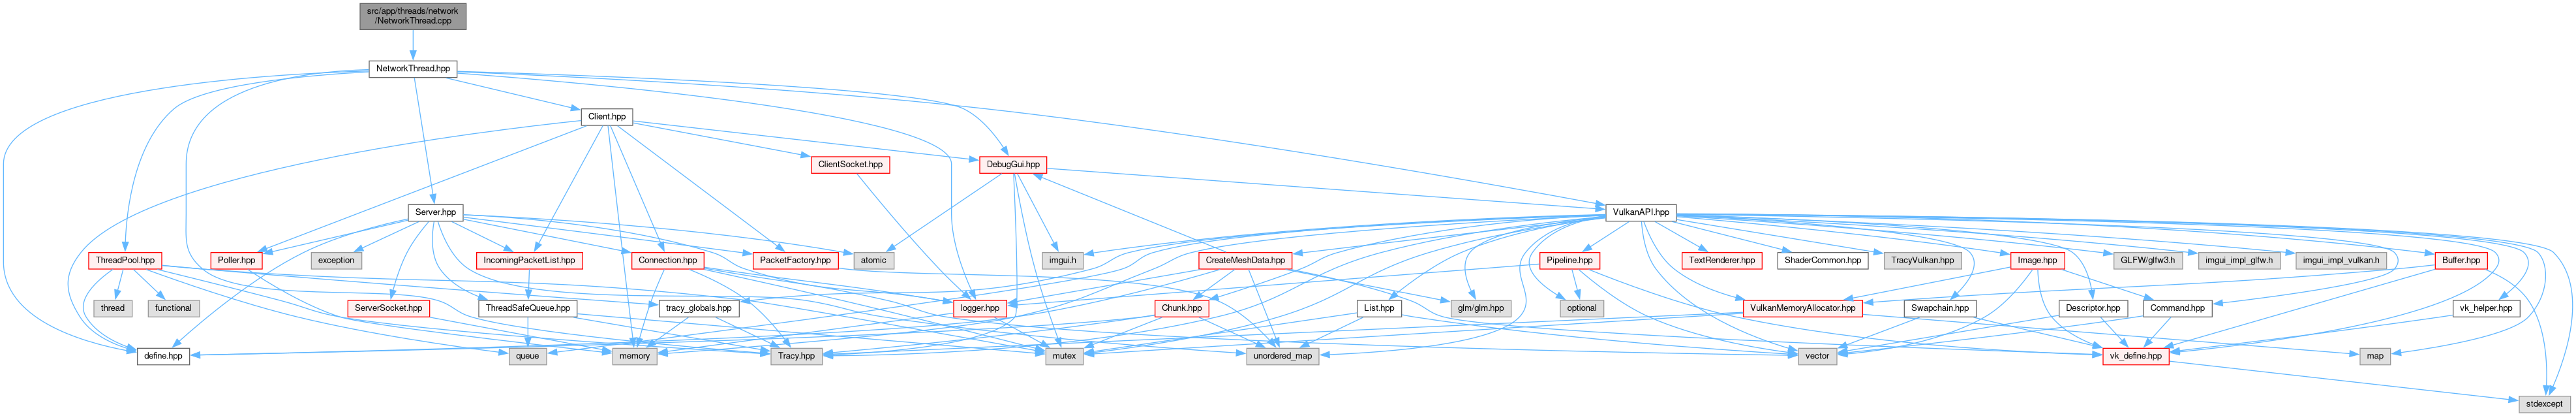 src/app/threads/network
/NetworkThread.cpp
NetworkThread.hpp
Client.hpp
ClientSocket.hpp
DebugGui.hpp
Server.hpp
VulkanAPI.hpp
ThreadPool.hpp
Poller.hpp
exception
IncomingPacketList.hpp
Connection.hpp
PacketFactory.hpp
atomic
imgui.h
CreateMeshData.hpp
Pipeline.hpp
TextRenderer.hpp
ShaderCommon.hpp
TracyVulkan.hpp
Image.hpp
GLFW/glfw3.h
imgui_impl_glfw.h
imgui_impl_vulkan.h
Buffer.hpp
thread
functional
ServerSocket.hpp
ThreadSafeQueue.hpp
tracy_globals.hpp
logger.hpp
Chunk.hpp
glm/glm.hpp
optional
List.hpp
VulkanMemoryAllocator.hpp
Swapchain.hpp
Descriptor.hpp
Command.hpp
vk_helper.hpp
define.hpp
queue
memory
Tracy.hpp
mutex
unordered_map
vector
vk_define.hpp
map
stdexcept